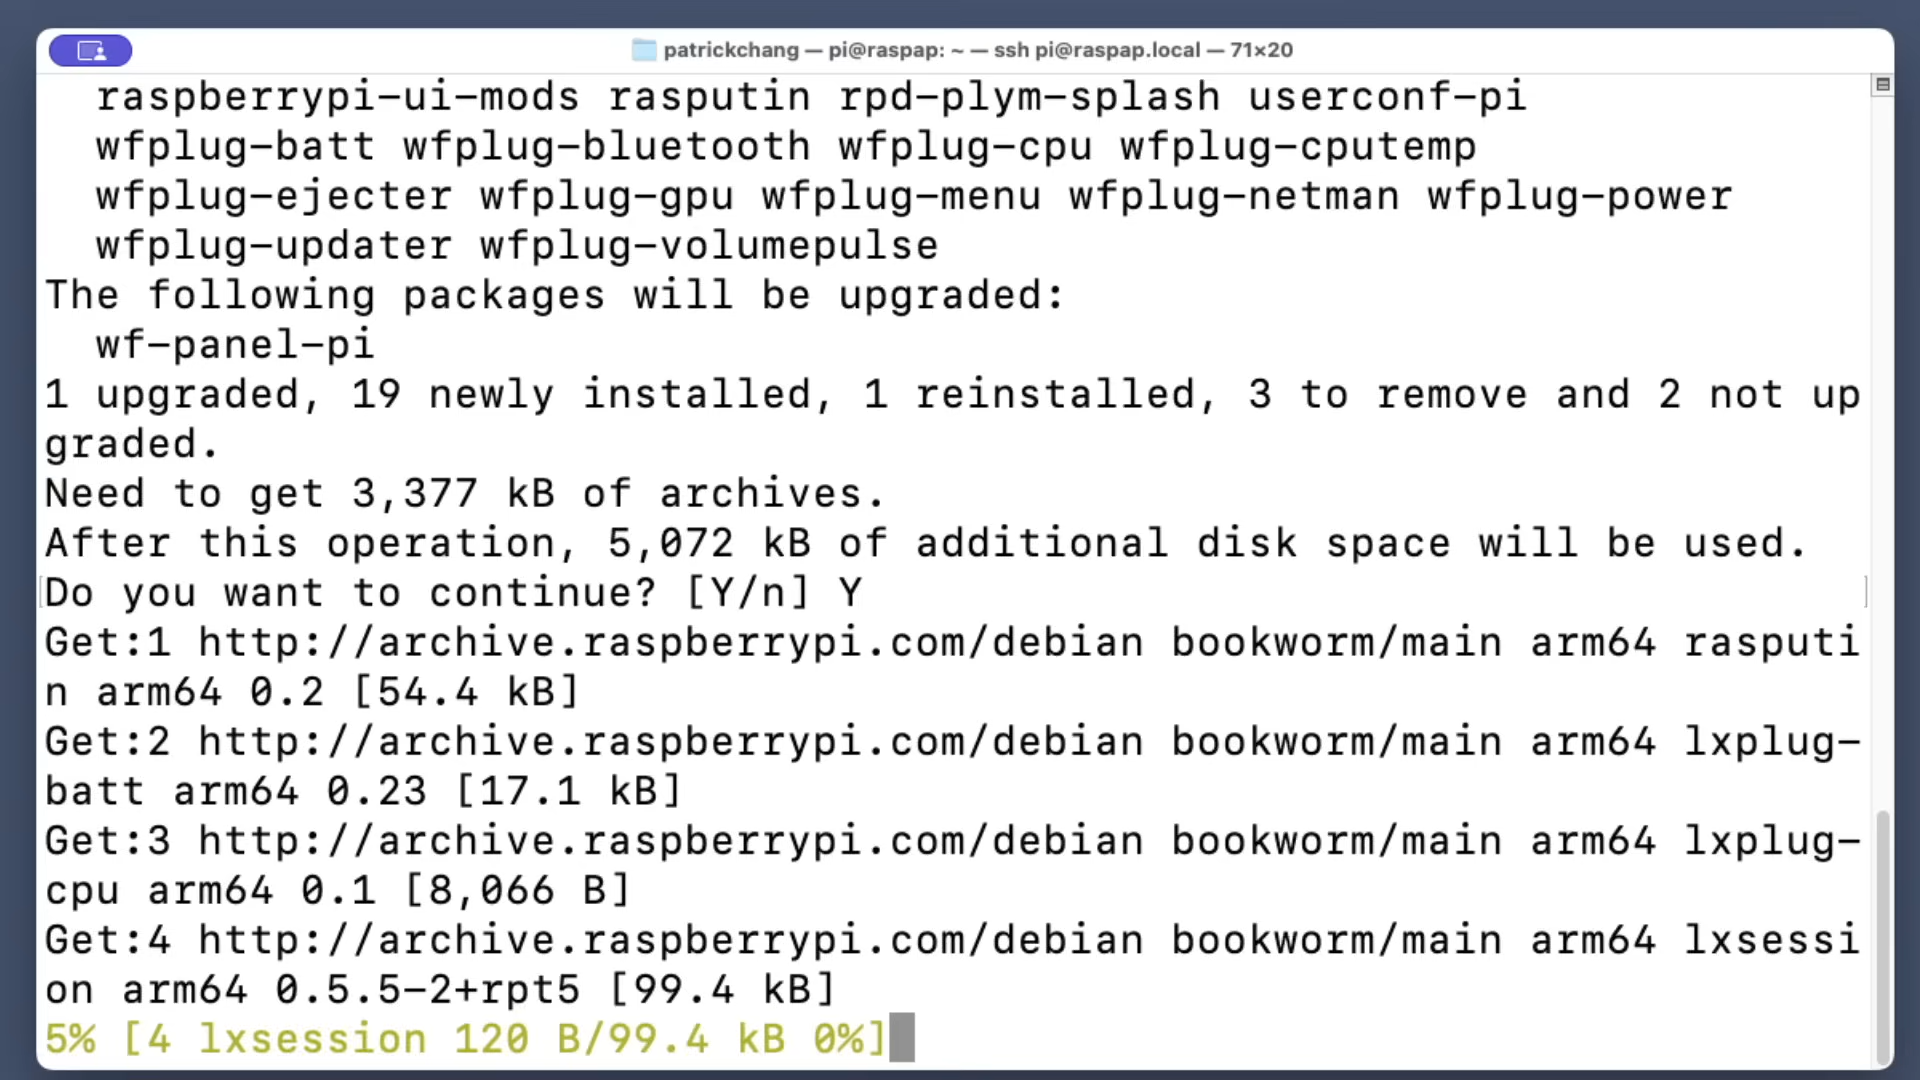 patrickchang — pi@raspap: ~ — ssh pi@raspap.local — 71×20
raspberrypi-ui-mods rasputin rpd-plym-splash userconf-pi
wfplug-batt wfplug-bluetooth wfplug-cpu wfplug-cputemp
wfplug-ejecter wfplug-gpu wfplug-menu wfplug-netman wfplug-power
wfplug-updater wfplug-volumepulse
The following packages will be upgraded:
wf-panel-pi
1 upgraded, 19 newly installed, 1 reinstalled, 3 to remove and 2 not up
graded.
Need to get 3,377 kB of archives.
After this operation, 5,072 kB of additional disk space will be used.
Do you want to continue? [Y/n] Y
Get:1 http://archive.raspberrypi.com/debian bookworm/main arm64 rasputi
n arm64 0.2 [54.4 kB]
Get:2 http://archive.raspberrypi.com/debian bookworm/main arm64 lxplug-
batt arm64 0.23 [17.1 kB]
Get:3 http://archive.raspberrypi.com/debian bookworm/main arm64 lxplug-
cpu arm64 0.1 [8,066 B]
Get:4 http://archive.raspberrypi.com/debian bookworm/main arm64 lxsessi
on arm64 0.5.5-2+rpt5 [99.4 kB]
5% [4 lxsession 120 B/99.4 kB 0%]